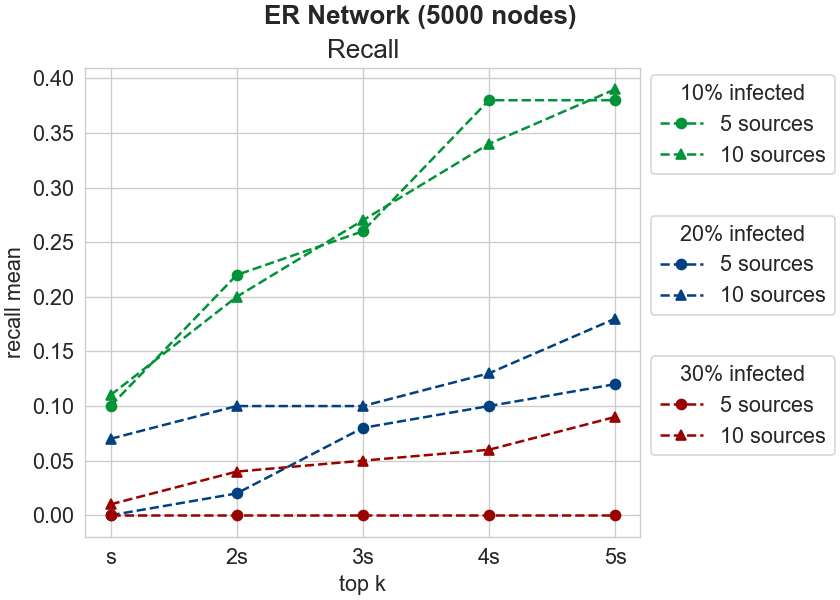 ER Network (5000 nodes)
Recall
0.40
0.35
0.30
0.25
0.20
0.15
0.10
0.05
0.00
recall mean
s 2s 3s 4s 5s
top k
10% infected
5 sources
10 sources
20% infected
5 sources
10 sources
30% infected
5 sources
10 sources